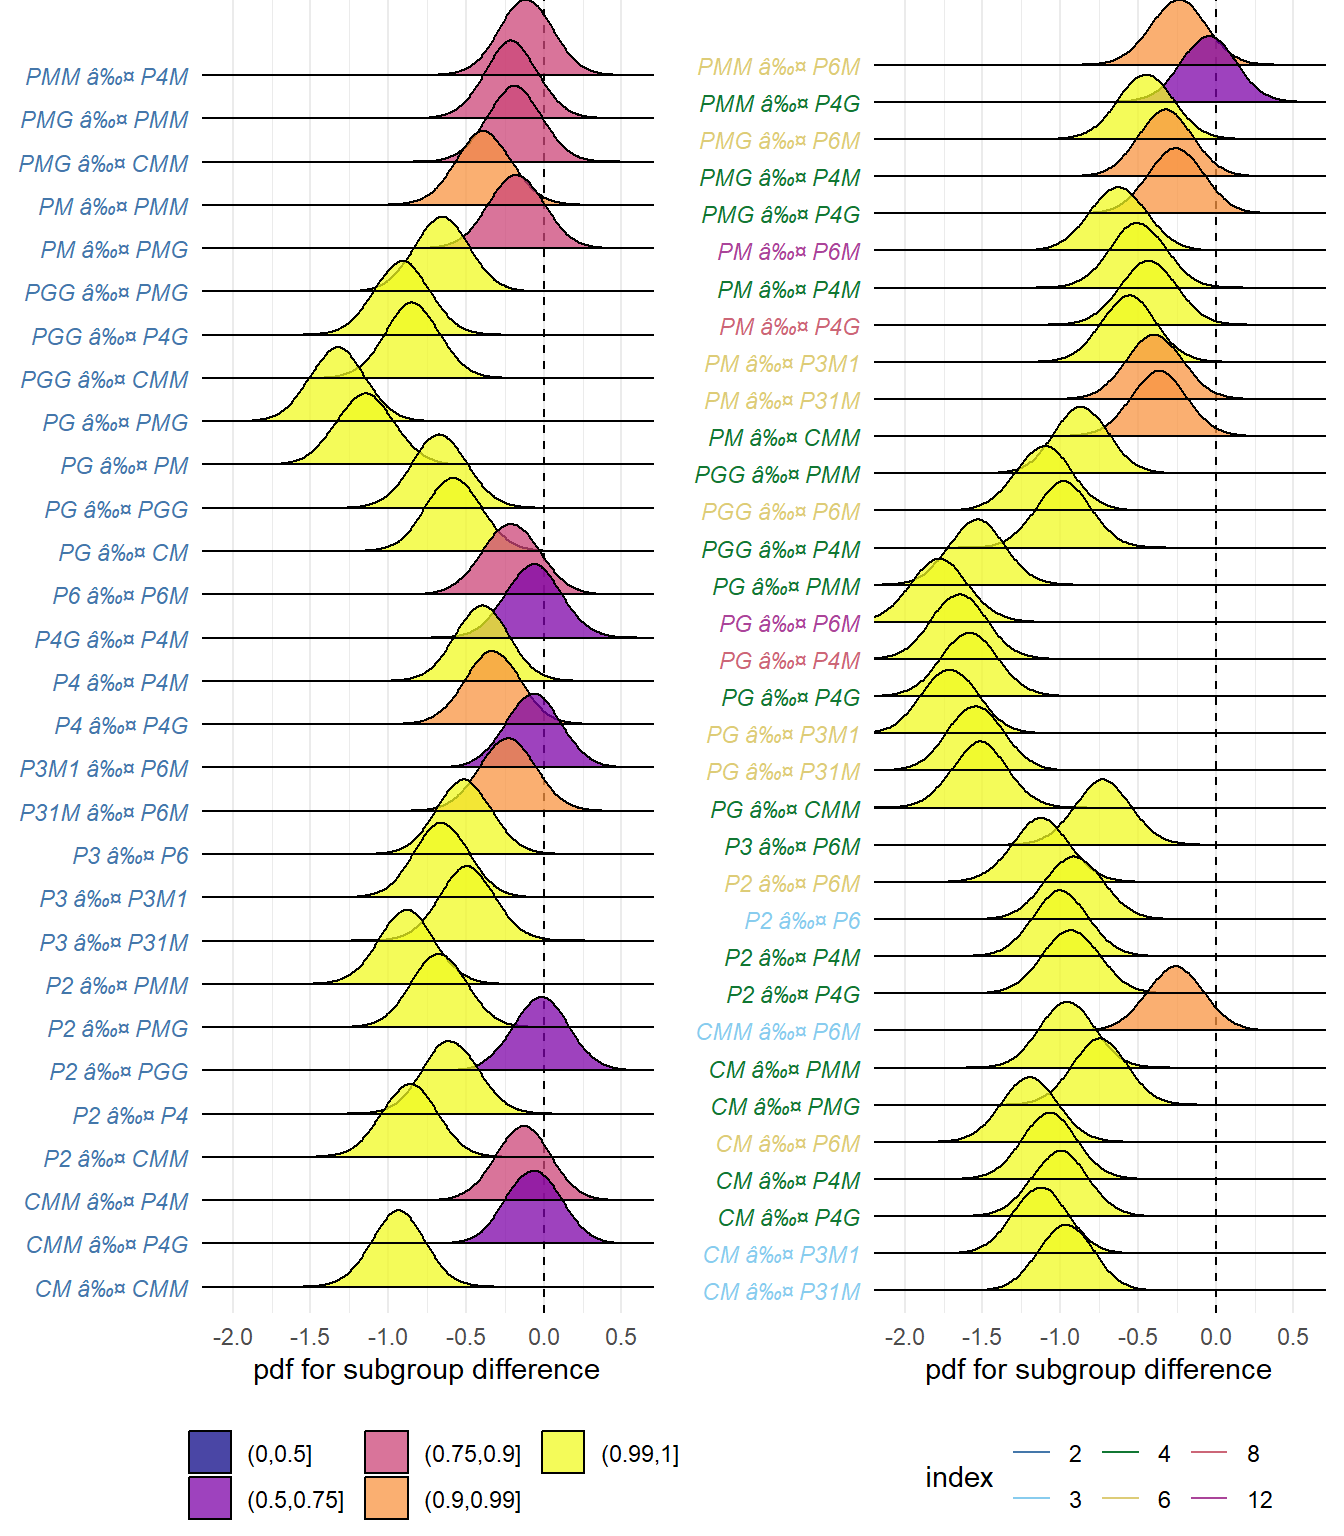 PMM â‰¤ P4M
PMG â‰¤ PMM
PMG â‰¤ CMM
PM â‰¤ PMM
PM â‰¤ PMG
PGG â‰¤ PMG
PGG â‰¤ P4G
PGG â‰¤ CMM
PG â‰¤ PMG
PG â‰¤ PM
PG â‰¤ PGG
PG â‰¤ CM
P6 â‰¤ P6M
P4G â‰¤ P4M
P4 â‰¤ P4M
P4 â‰¤ P4G
P3M1 â‰¤ P6M
P31M â‰¤ P6M
P3 â‰¤ P6
P3 â‰¤ P3M1
P3 â‰¤ P31M
P2 â‰¤ PMM
P2 â‰¤ PMG
P2 â‰¤ PGG
P2 â‰¤ P4
P2 â‰¤ CMM
CMM â‰¤ P4M
CMM â‰¤ P4G
CM â‰¤ CMM
-2.0 -1.5 -1.0 -0.5 0.0 0.5
pdf for subgroup difference
PMM â‰¤ P6M
PMM â‰¤ P4G
PMG â‰¤ P6M
PMG â‰¤ P4M
PMG â‰¤ P4G
PM â‰¤ P6M
PM â‰¤ P4M
PM â‰¤ P4G
PM â‰¤ P3M1
PM â‰¤ P31M
PM â‰¤ CMM
PGG â‰¤ PMM
PGG â‰¤ P6M
PGG â‰¤ P4M
PG â‰¤ PMM
PG â‰¤ P6M
PG â‰¤ P4M
PG â‰¤ P4G
PG â‰¤ P3M1
PG â‰¤ P31M
PG â‰¤ CMM
P3 â‰¤ P6M
P2 â‰¤ P6M
P2 â‰¤ P6
P2 â‰¤ P4M
P2 â‰¤ P4G
CMM â‰¤ P6M
CM â‰¤ PMM
CM â‰¤ PMG
CM â‰¤ P6M
CM â‰¤ P4M
CM â‰¤ P4G
CM â‰¤ P3M1
CM â‰¤ P31M
-2.0 -1.5 -1.0 -0.5 0.0 0.5
pdf for subgroup difference
(0,0.5] (0.75,0.9] (0.99,1]
(0.5,0.75] (0.9,0.99]
index
2 4 8
3 6 12